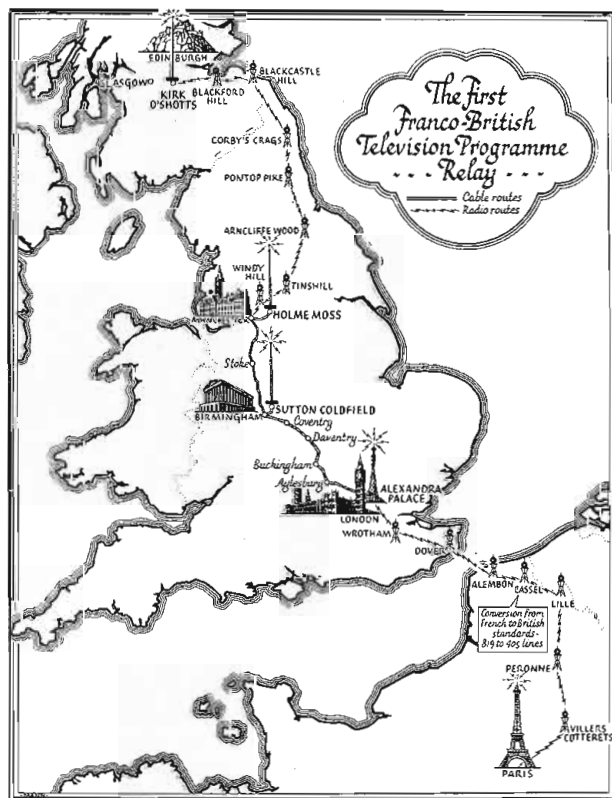 The First
Franco-British
Television Programme
Relay
Cable routes
Radio routes
EDINBURGH
GLASGOW
KIRK
O'SHOTTS
BLACKFORD
HILL
BLACKCASTLE
HILL
CORBY'S CRAGS
PONTOP PIKE
ARNCLIFFE WOOD
WINDY
HILL
TINSHILL
HOLME MOSS
Stoke
SUTTON COLDFIELD
BIRMINGHAM
Coventry
Daventry
Buckingham
Aylesbury
ALEXANDRA
PALACE
LONDON
WROTHAM
DOVER
ALEMBON
CASSEL
LILLE
Conversion from
French to British
standards-
819 to 405 lines
PERONNE
VILLERS
COTTERETS
PARIS